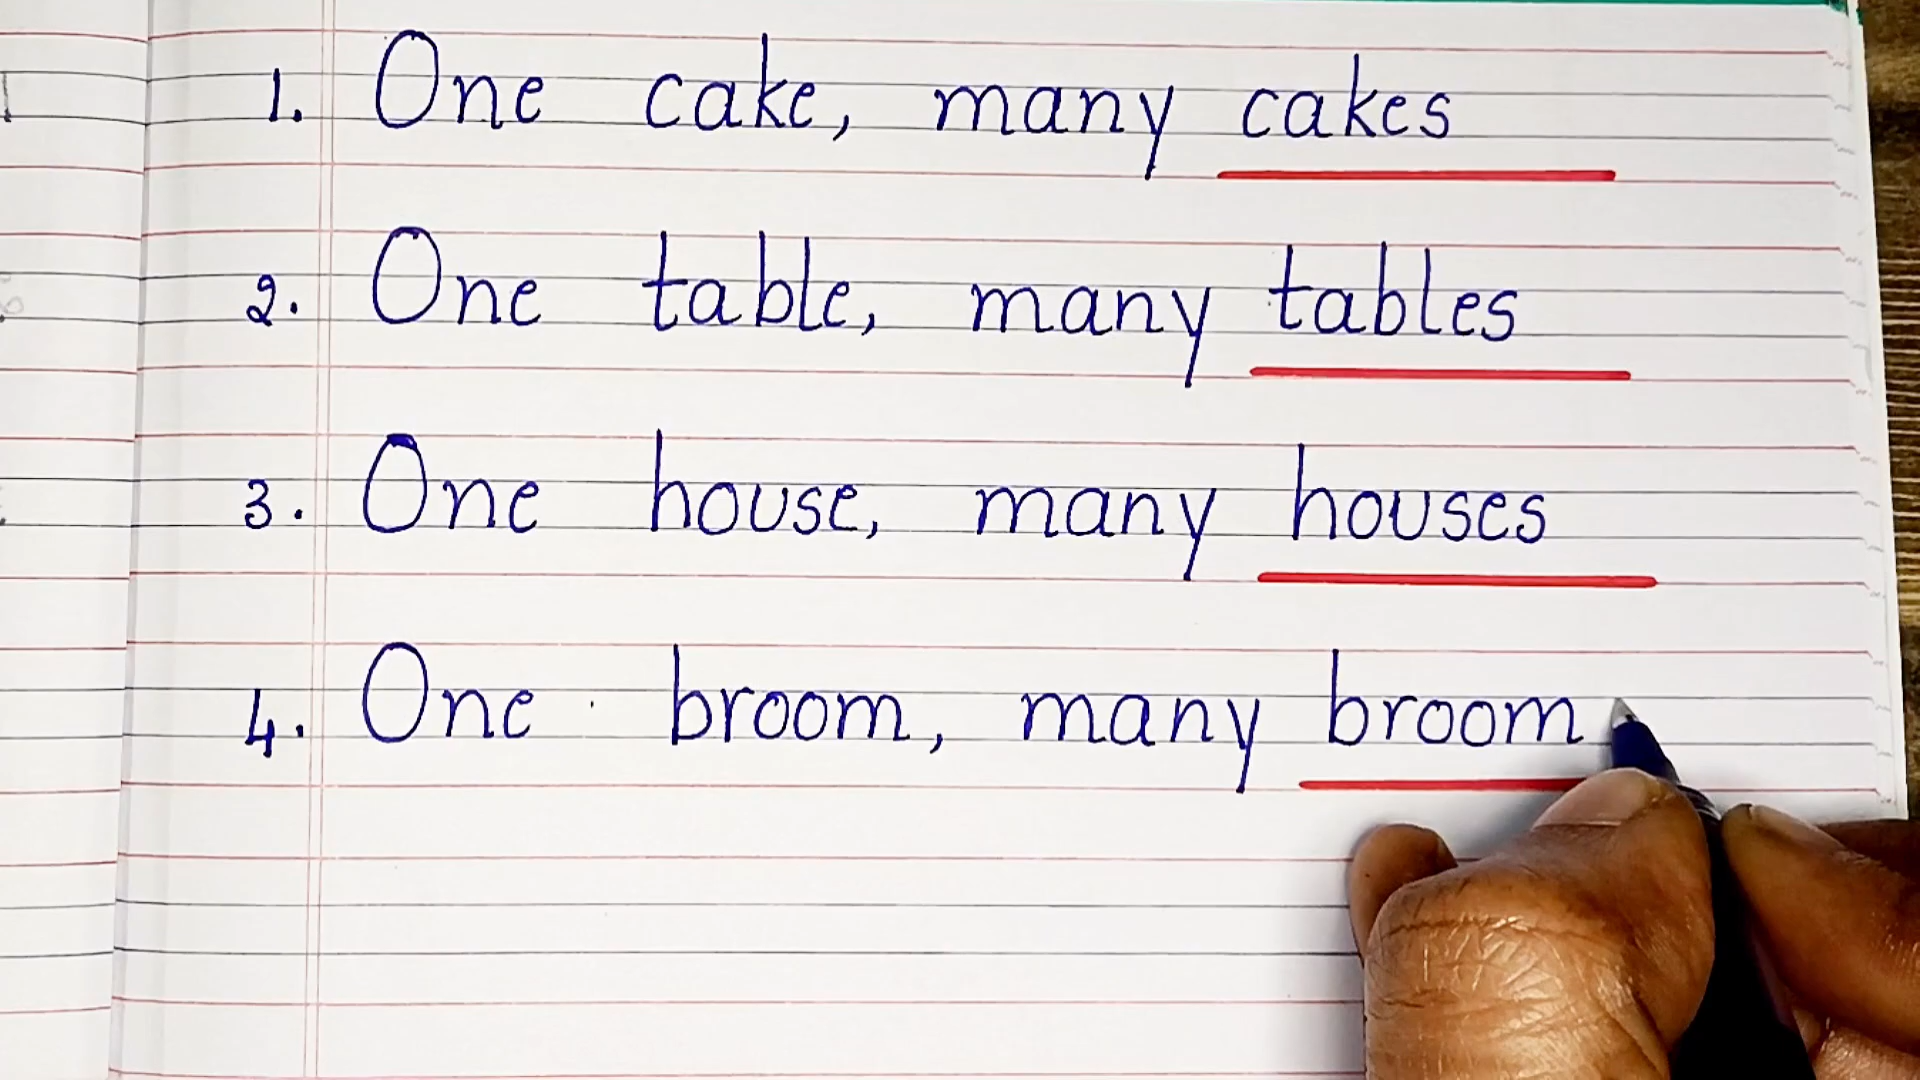 1. One cake, many cakes
2. One table, many tables
3. One house, many houses
4. One broom, many broom